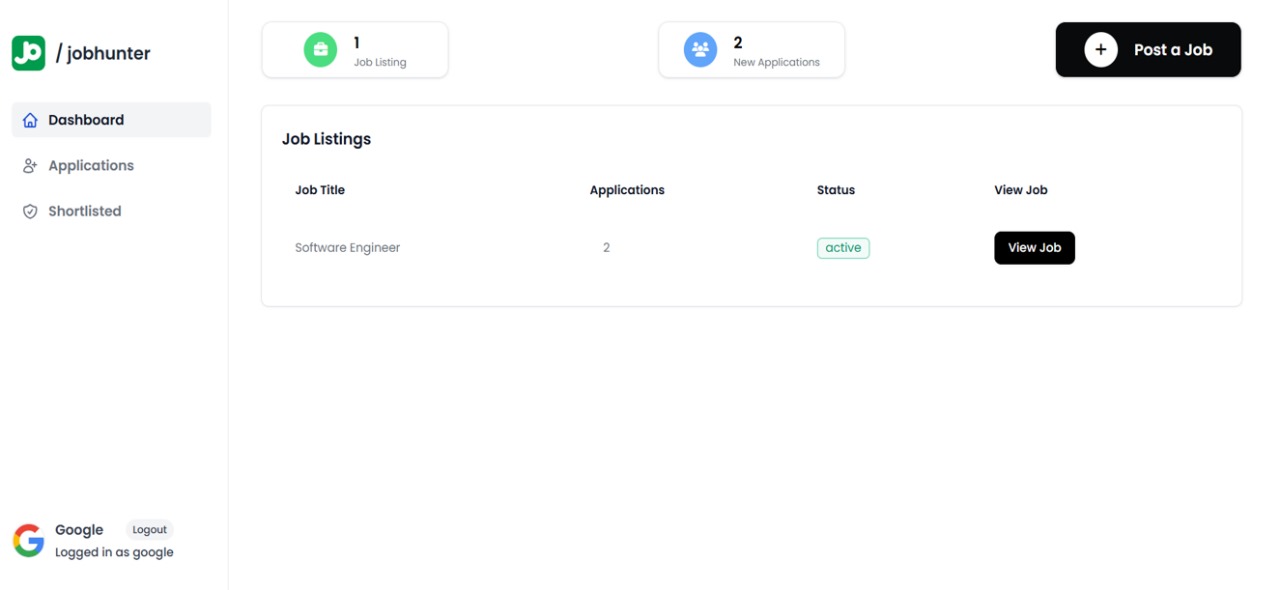 jo / jobhunter
Dashboard
Applications
Shortlisted
Google Logout
Logged in as google
1
Job Listing
2
New Applications
+ Post a Job
Job Listings
Job Title Applications Status View Job
Software Engineer 2 active View Job